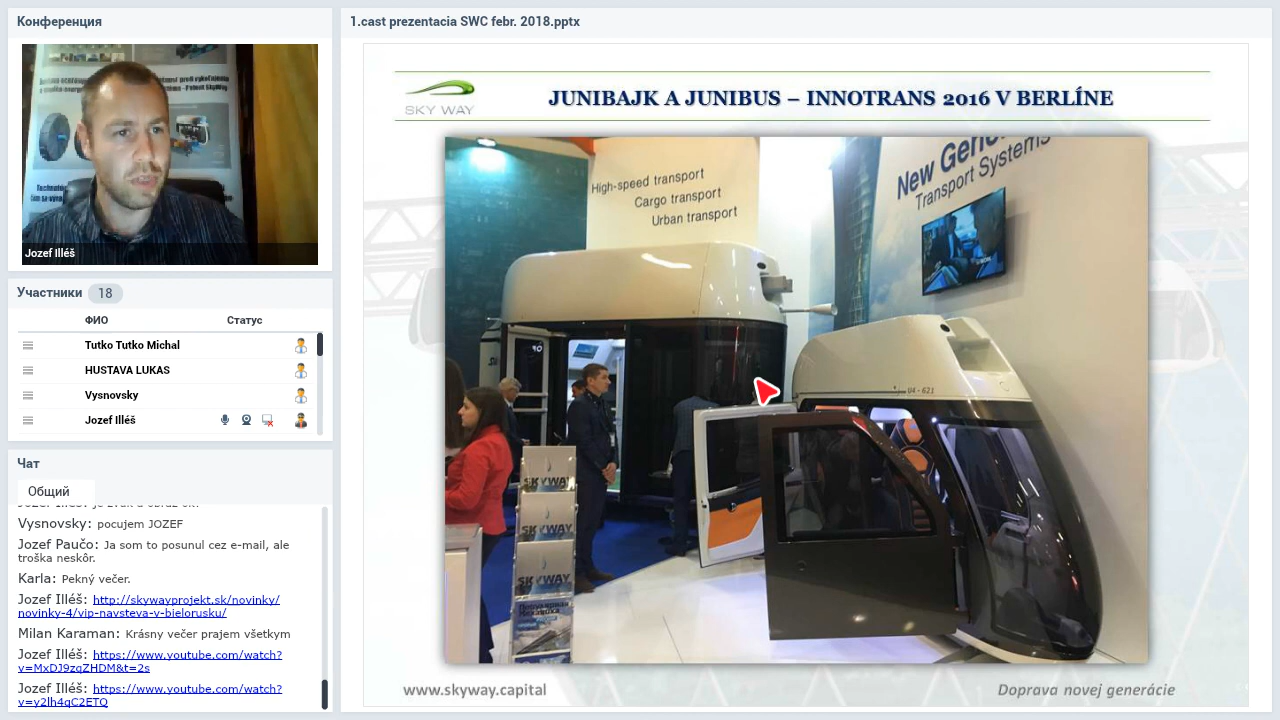 Конференция
Jozef Illéš
Участники 18
ФИО Статус
Tutko Tutko Michal
HUSTAVA LUKAS
Vysnovsky
Jozef Illéš
Чат
Общий
Vysnovsky: pocujem JOZEF
Jozef Paučo: Ja som to posunul cez e-mail, ale
troška neskôr.
Karla: Pekný večer.
Jozef Illéš: http://skywayprojekt.sk/novinky/
novinky-4/vip-navsteva-v-bielorusku/
Milan Karaman: Krásny večer prajem všetkym
Jozef Illéš: https://www.youtube.com/watch?
v=MxDJ9zqZHDM&t=2s
Jozef Illéš: https://www.youtube.com/watch?
v=y2lh4qC2ETQ
1.cast prezentacia SWC febr. 2018.pptx
SKY WAY
JUNIBAJK A JUNIBUS – INNOTRANS 2016 V BERLÍNE
High-speed transport
Cargo transport
Urban transport
New
Transport Systems
U4 - 621
SKYWAY
SKYWAY
SKYWAY
www.skyway.capital
Doprava novej generácie